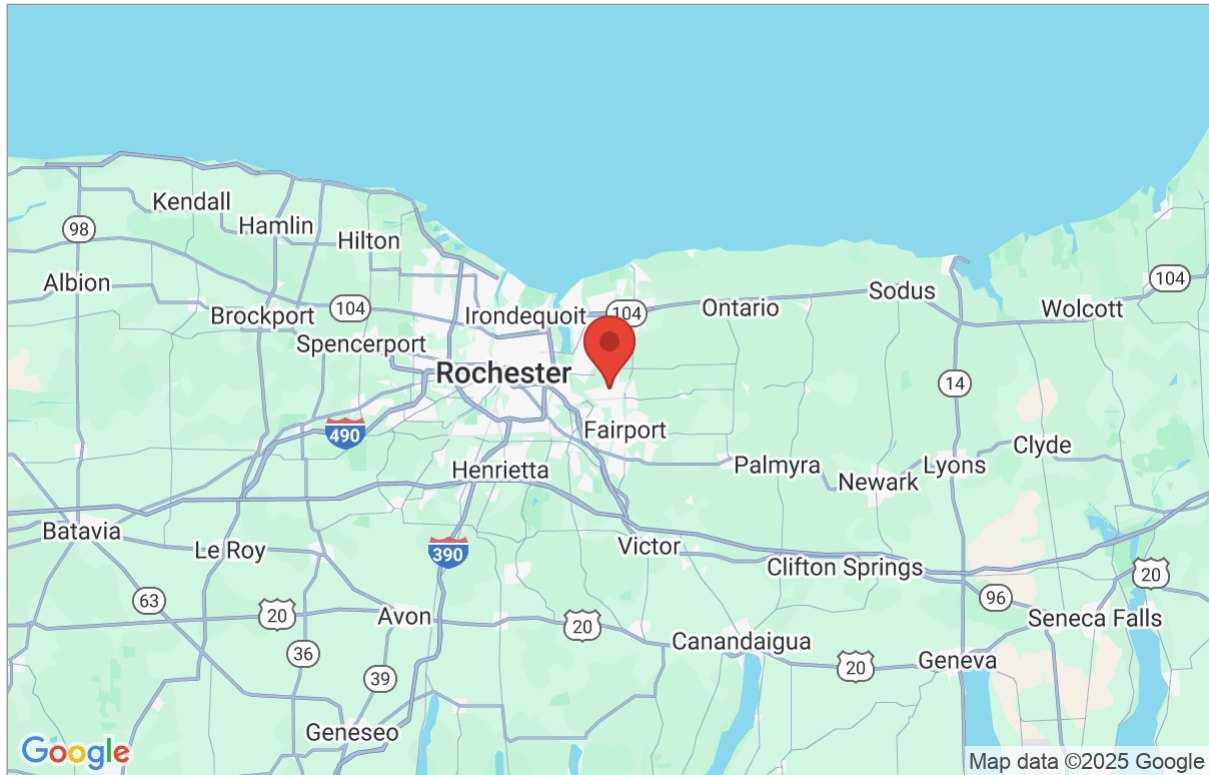 Kendall
98
Hamlin
Hilton
Albion
104
Sodus
104
Brockport
104
Irondequoit
104
Ontario
Wolcott
Spencerport
Rochester
14
490
Fairport
Clyde
Henrietta
Palmyra
Lyons
Newark
Batavia
Le Roy
390
Victor
Clifton Springs
20
63
20
Avon
20
96
Seneca Falls
36
Canandaigua
20
Geneva
39
Geneseo
Google
Map data ©2025 Google